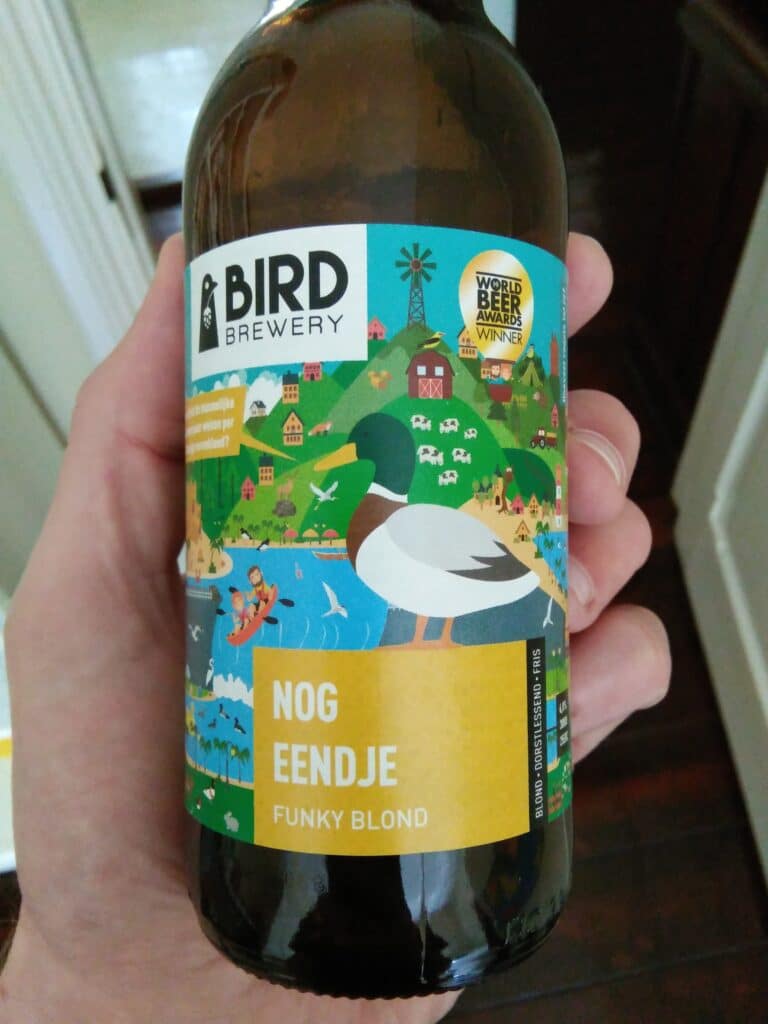 BIRD
BREWERY
WORLD
BEER
AWARDS
WINNER
NOG
EENDJE
FUNKY BLOND
BLOND • DORSTLESSEND • FRIS